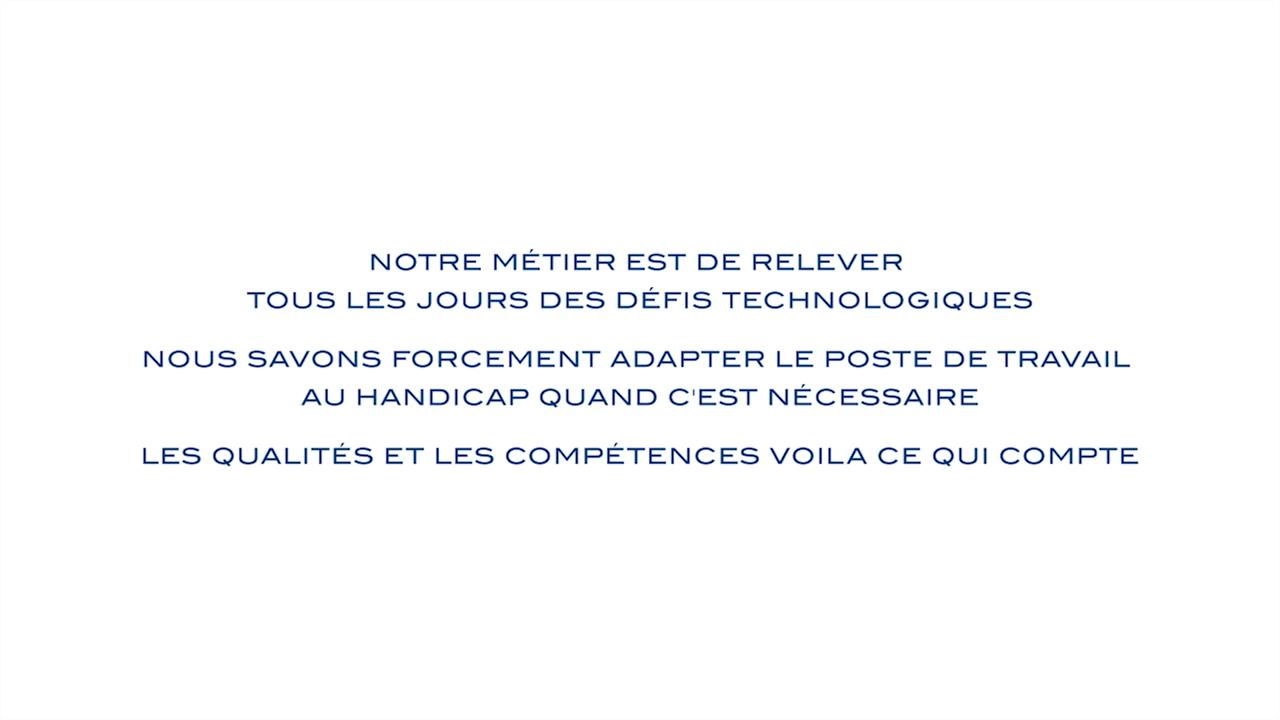 NOTRE MÉTIER EST DE RELEVER
TOUS LES JOURS DES DÉFIS TECHNOLOGIQUES
NOUS SAVONS FORCEMENT ADAPTER LE POSTE DE TRAVAIL
AU HANDICAP QUAND C'EST NÉCESSAIRE
LES QUALITÉS ET LES COMPÉTENCES VOILA CE QUI COMPTE